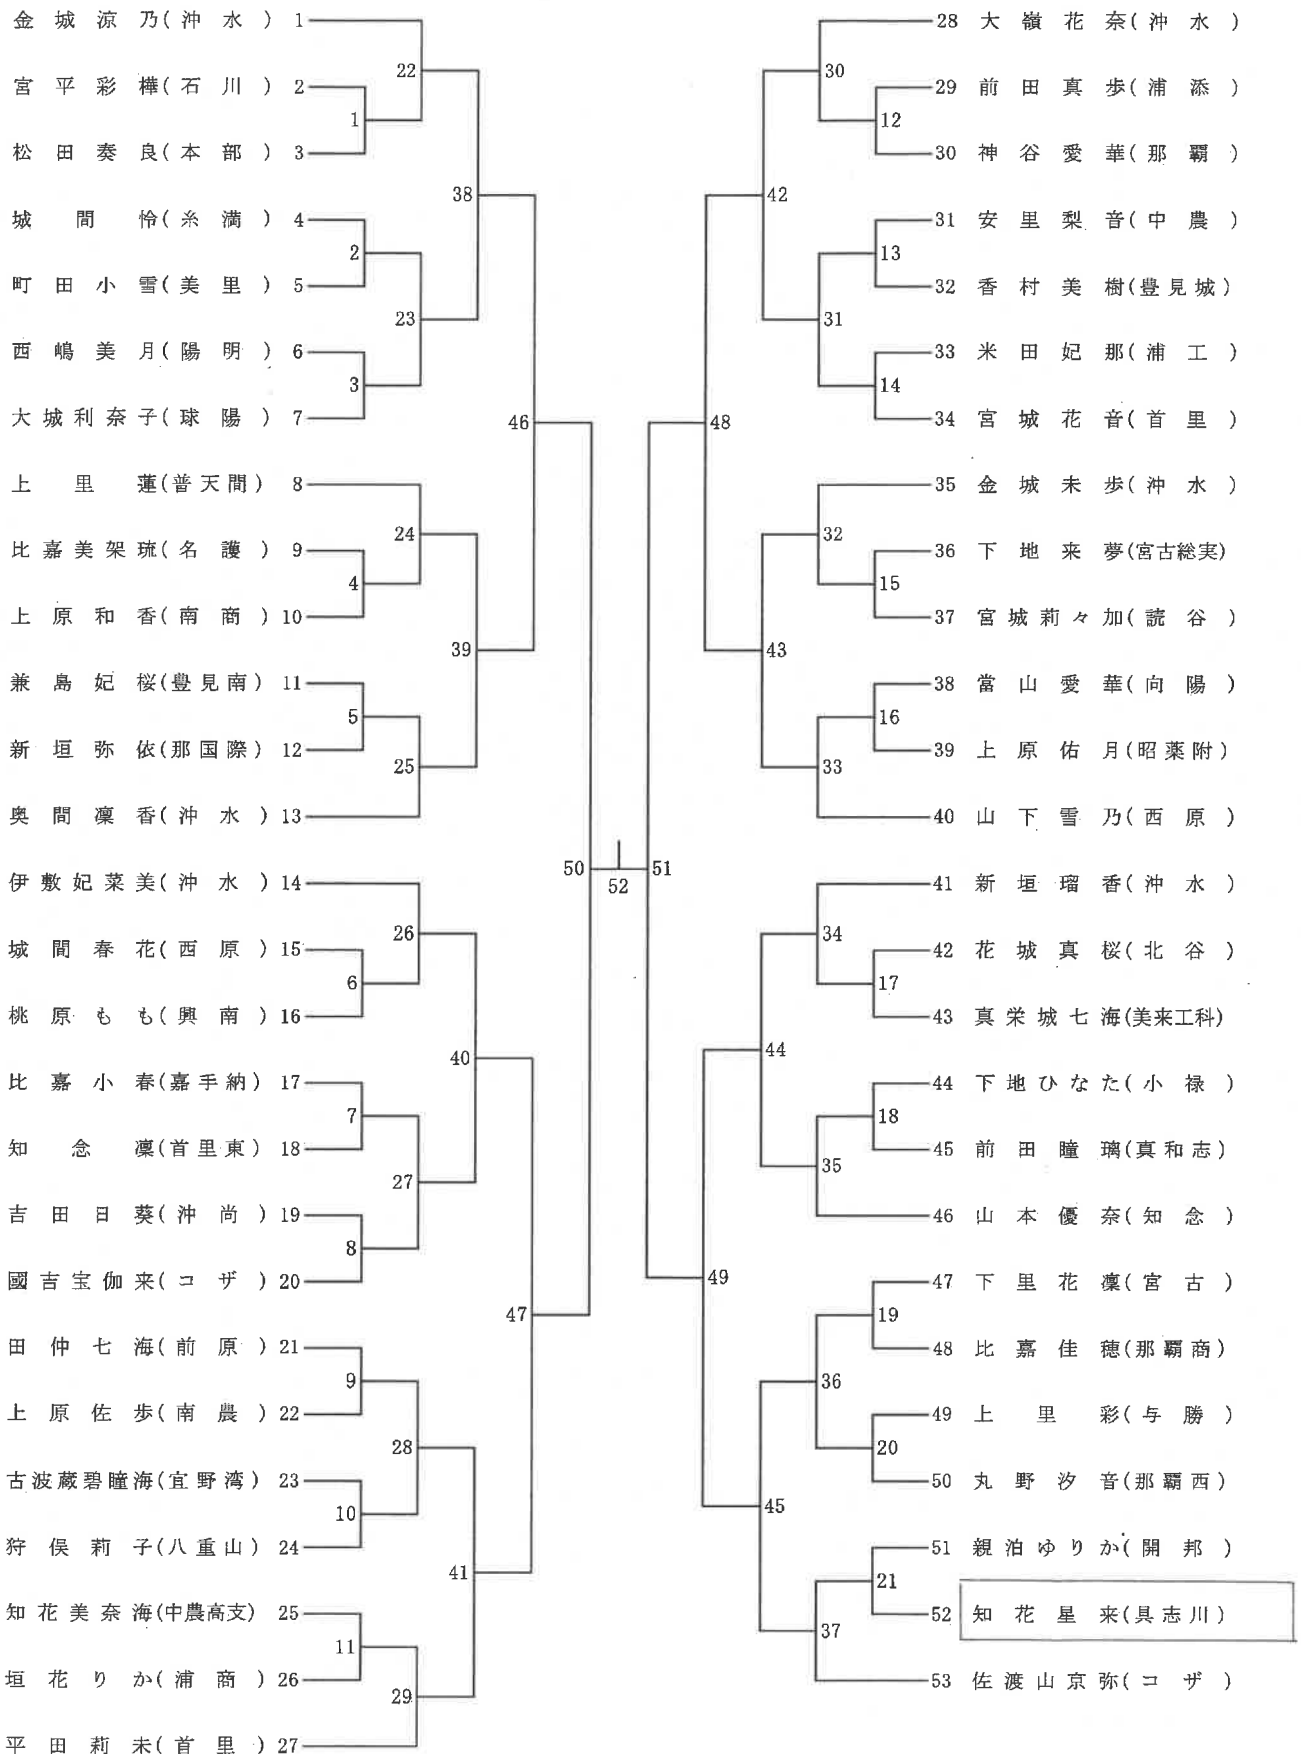 金城涼乃(沖水) 1
宮平彩樺(石川) 2
松田奏良(本部) 3
城間怜(糸満) 4
町田小雪(美里) 5
西嶋美月(陽明) 6
大城利奈子(球陽) 7
上里蓮(普天間) 8
比嘉美架琉(名護) 9
上原和香(南商) 10
兼島妃桜(豊見南) 11
新垣弥依(那国際) 12
奥間凜香(沖水) 13
伊敷妃菜美(沖水) 14
城間春花(西原) 15
桃原もも(興南) 16
比嘉小春(嘉手納) 17
知念凜(首里東) 18
吉田日葵(沖尚) 19
國吉宝伽来(コザ) 20
田仲七海(前原) 21
上原佐歩(南農) 22
古波蔵碧瞳海(宜野湾) 23
狩俣莉子(八重山) 24
知花美奈海(中農高支) 25
垣花りか(浦商) 26
平田莉未(首里) 27
1
2
3
4
5
6
7
8
9
10
11
22
23
24
25
26
27
28
29
38
39
40
41
46
47
50
52
51
48
49
42
43
44
45
30
31
32
33
34
35
36
37
12
13
14
15
16
17
18
19
20
21
28 大嶺花奈(沖水)
29 前田真歩(浦添)
30 神谷愛華(那覇)
31 安里梨音(中農)
32 香村美樹(豊見城)
33 米田妃那(浦工)
34 宮城花音(首里)
35 金城未歩(沖水)
36 下地来夢(宮古総実)
37 宮城莉々加(読谷)
38 當山愛華(向陽)
39 上原佑月(昭薬附)
40 山下雪乃(西原)
41 新垣瑠香(沖水)
42 花城真桜(北谷)
43 真栄城七海(美来工科)
44 下地ひなた(小禄)
45 前田瞳璃(真和志)
46 山本優奈(知念)
47 下里花凜(宮古)
48 比嘉佳穂(那覇商)
49 上里彩(与勝)
50 丸野汐音(那覇西)
51 親泊ゆりか(開邦)
52 知花星来(具志川)
53 佐渡山京弥(コザ)